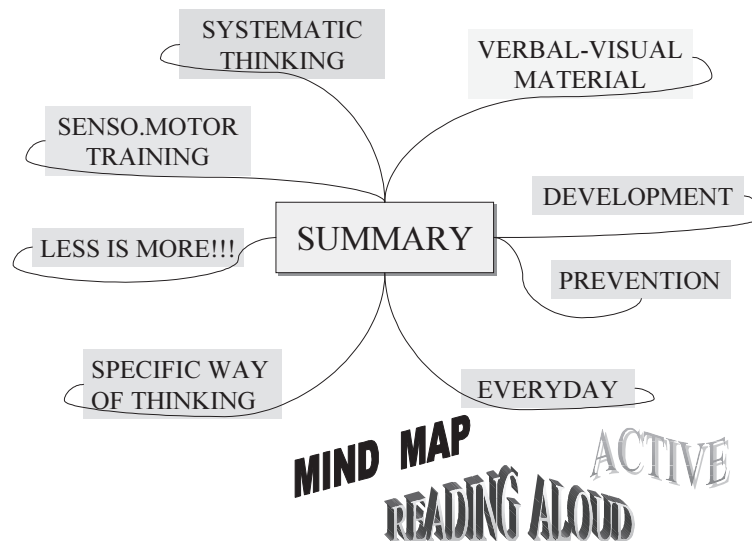 SYSTEMATIC
THINKING
VERBAL-VISUAL
MATERIAL
SENSO.MOTOR
TRAINING
DEVELOPMENT
SUMMARY
LESS IS MORE!!!
PREVENTION
SPECIFIC WAY
OF THINKING
EVERYDAY
MIND MAP
ACTIVE
READING ALOUD